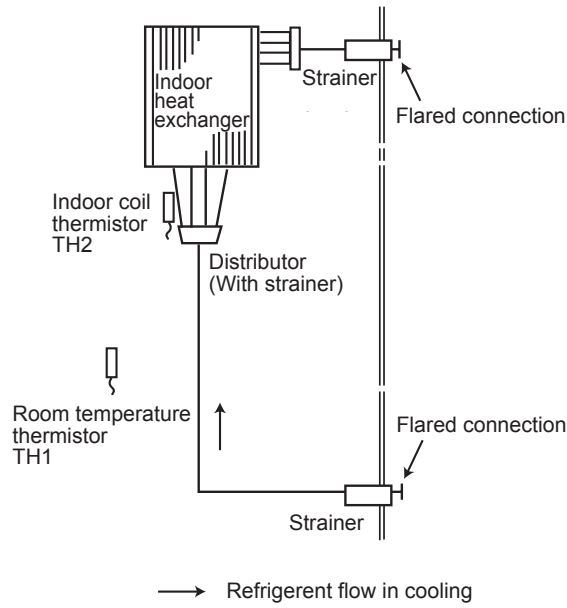 Indoor
heat
exchanger
Strainer
Flared connection
Indoor coil
thermistor
TH2
Distributor
(With strainer)
Room temperature
thermistor
TH1
Flared connection
Strainer
Refrigerent flow in cooling